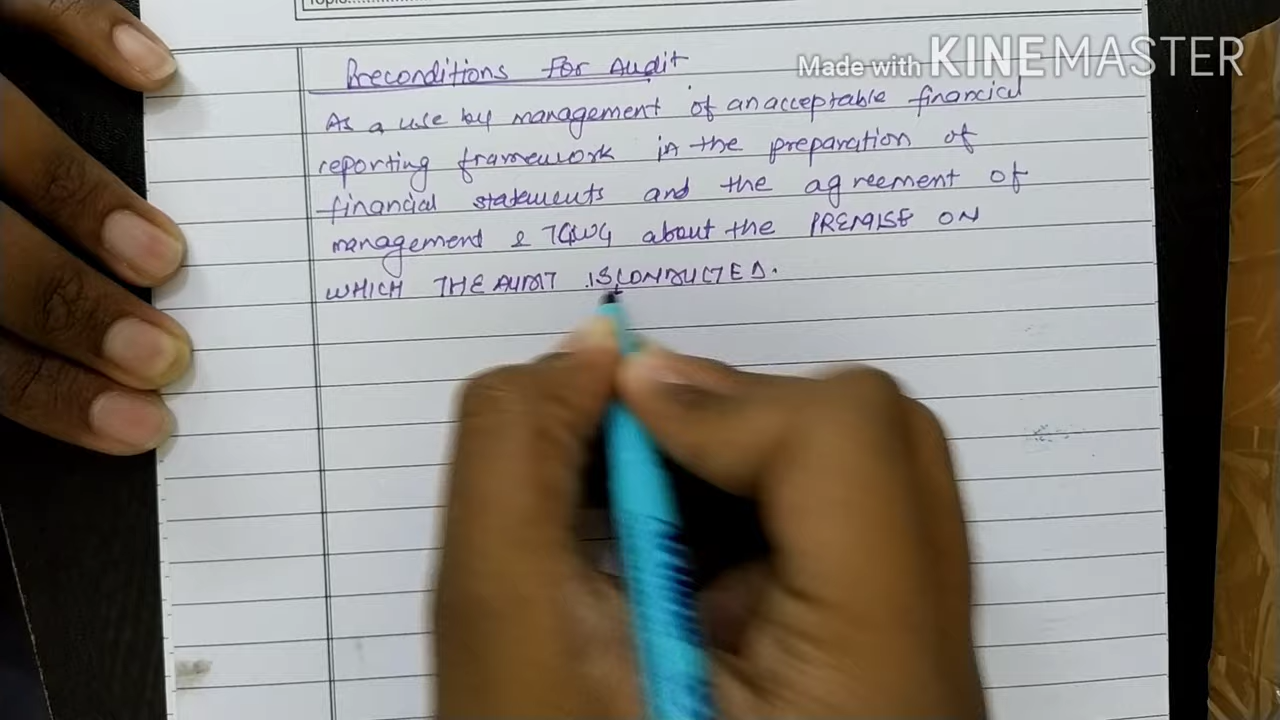 Topic
Made with KINEMASTER
Preconditions for Audit
As a use by management of an acceptable financial
reporting framework in the preparation of
financial statements and the agreement of
management & TCWG about the PREMISE ON
WHICH THE AUDIT IS CONDUCTED.